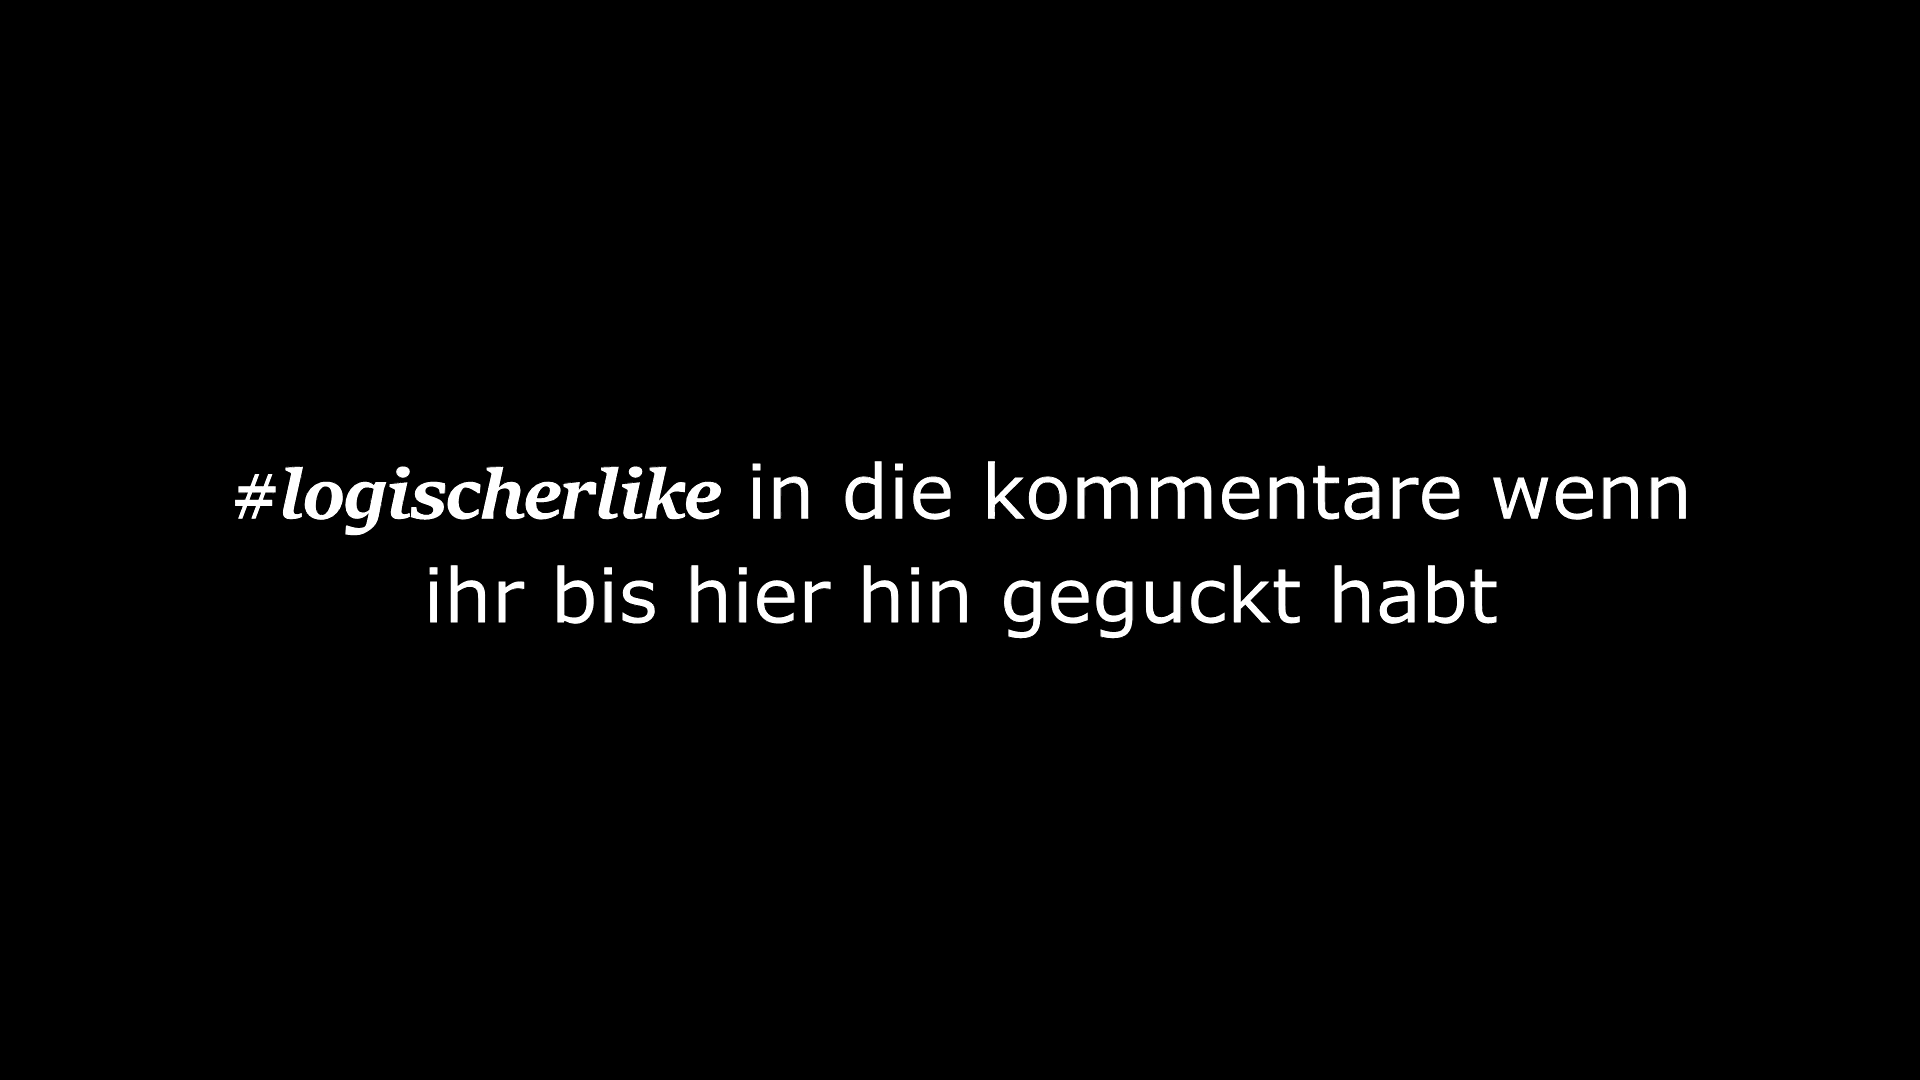 #logischerlike in die kommentare wenn
ihr bis hier hin geguckt habt